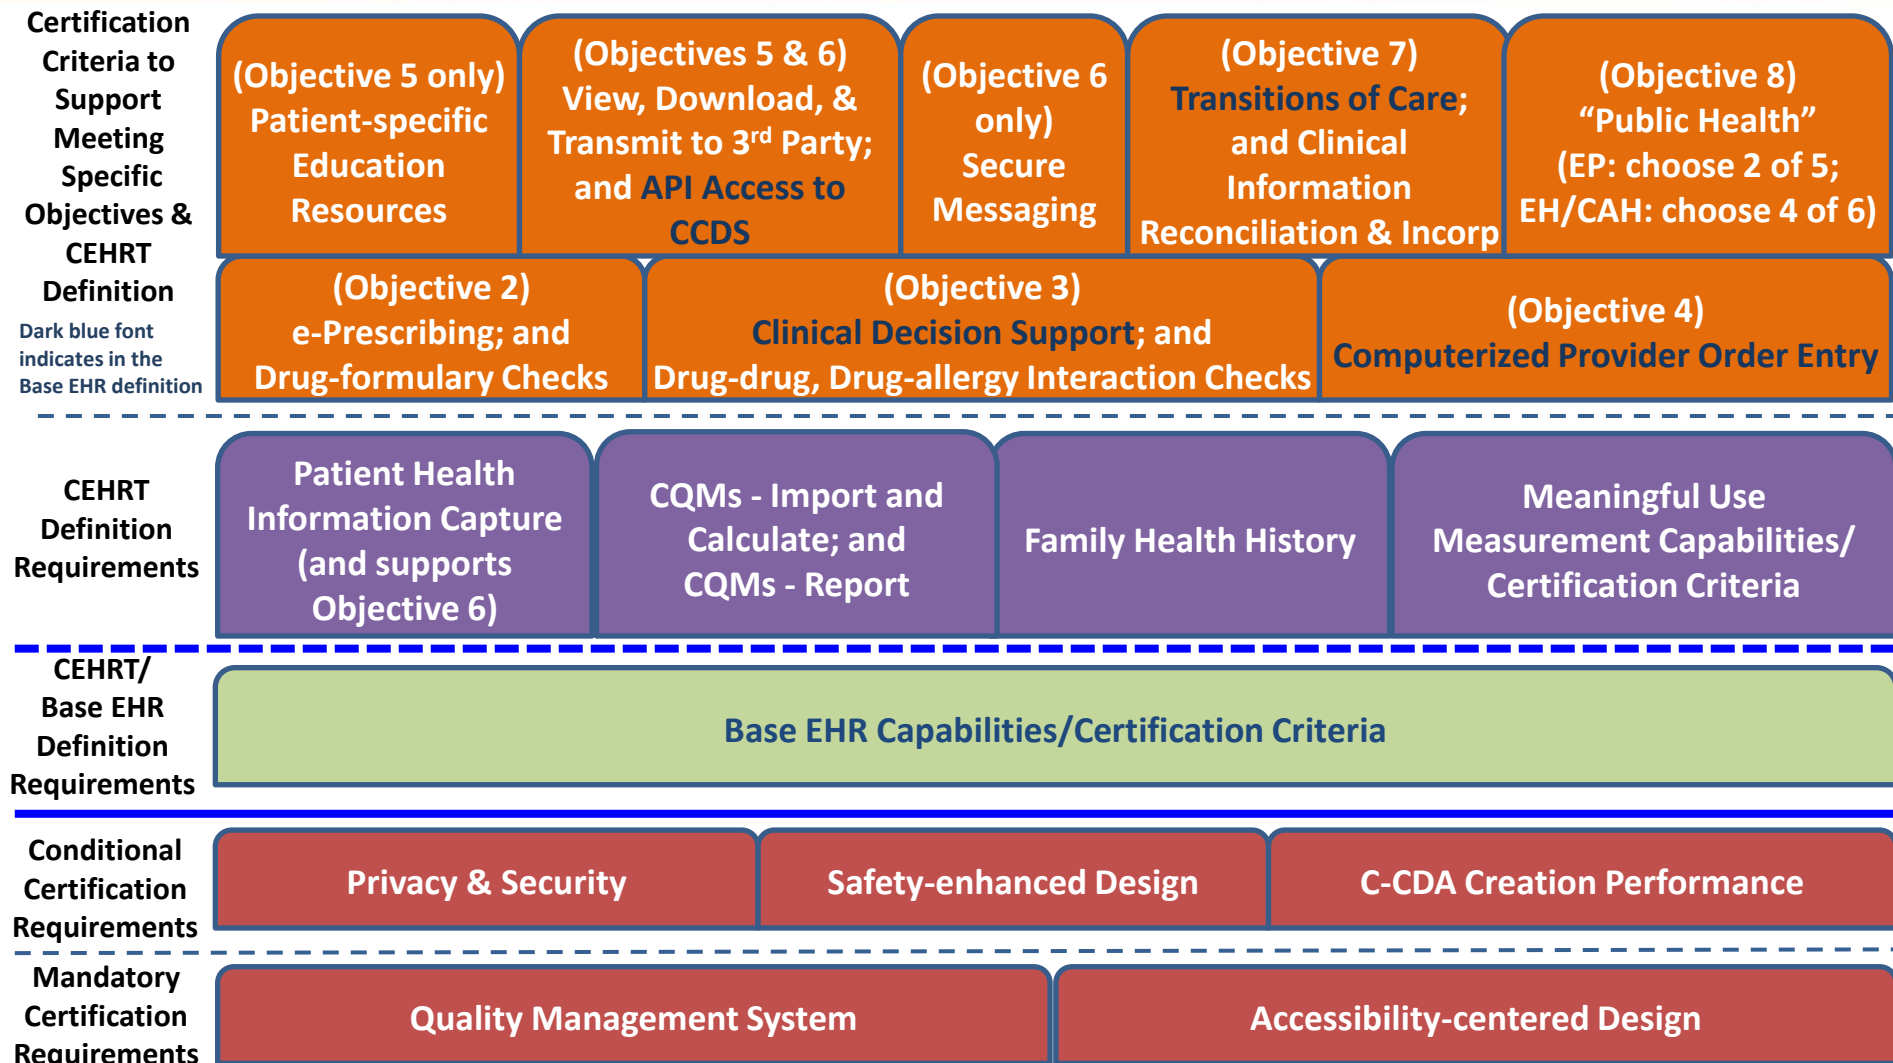 Certification
Criteria to
Support
Meeting
Specific
Objectives &
CEHRT
Definition
Dark blue font
indicates in the
Base EHR definition
(Objective 5 only)
Patient-specific
Education
Resources
(Objectives 5 & 6)
View, Download, &
Transmit to 3rd Party;
and API Access to
CCDS
(Objective 6
only)
Secure
Messaging
(Objective 7)
Transitions of Care;
and Clinical
Information
Reconciliation & Incorp
(Objective 8)
“Public Health”
(EP: choose 2 of 5;
EH/CAH: choose 4 of 6)
(Objective 2)
e-Prescribing; and
Drug-formulary Checks
(Objective 3)
Clinical Decision Support; and
Drug-drug, Drug-allergy Interaction Checks
(Objective 4)
Computerized Provider Order Entry
CEHRT
Definition
Requirements
Patient Health
Information Capture
(and supports
Objective 6)
CQMs - Import and
Calculate; and
CQMs - Report
Family Health History
Meaningful Use
Measurement Capabilities/
Certification Criteria
CEHRT/
Base EHR
Definition
Requirements
Base EHR Capabilities/Certification Criteria
Conditional
Certification
Requirements
Privacy & Security
Safety-enhanced Design
C-CDA Creation Performance
Mandatory
Certification
Requirements
Quality Management System
Accessibility-centered Design